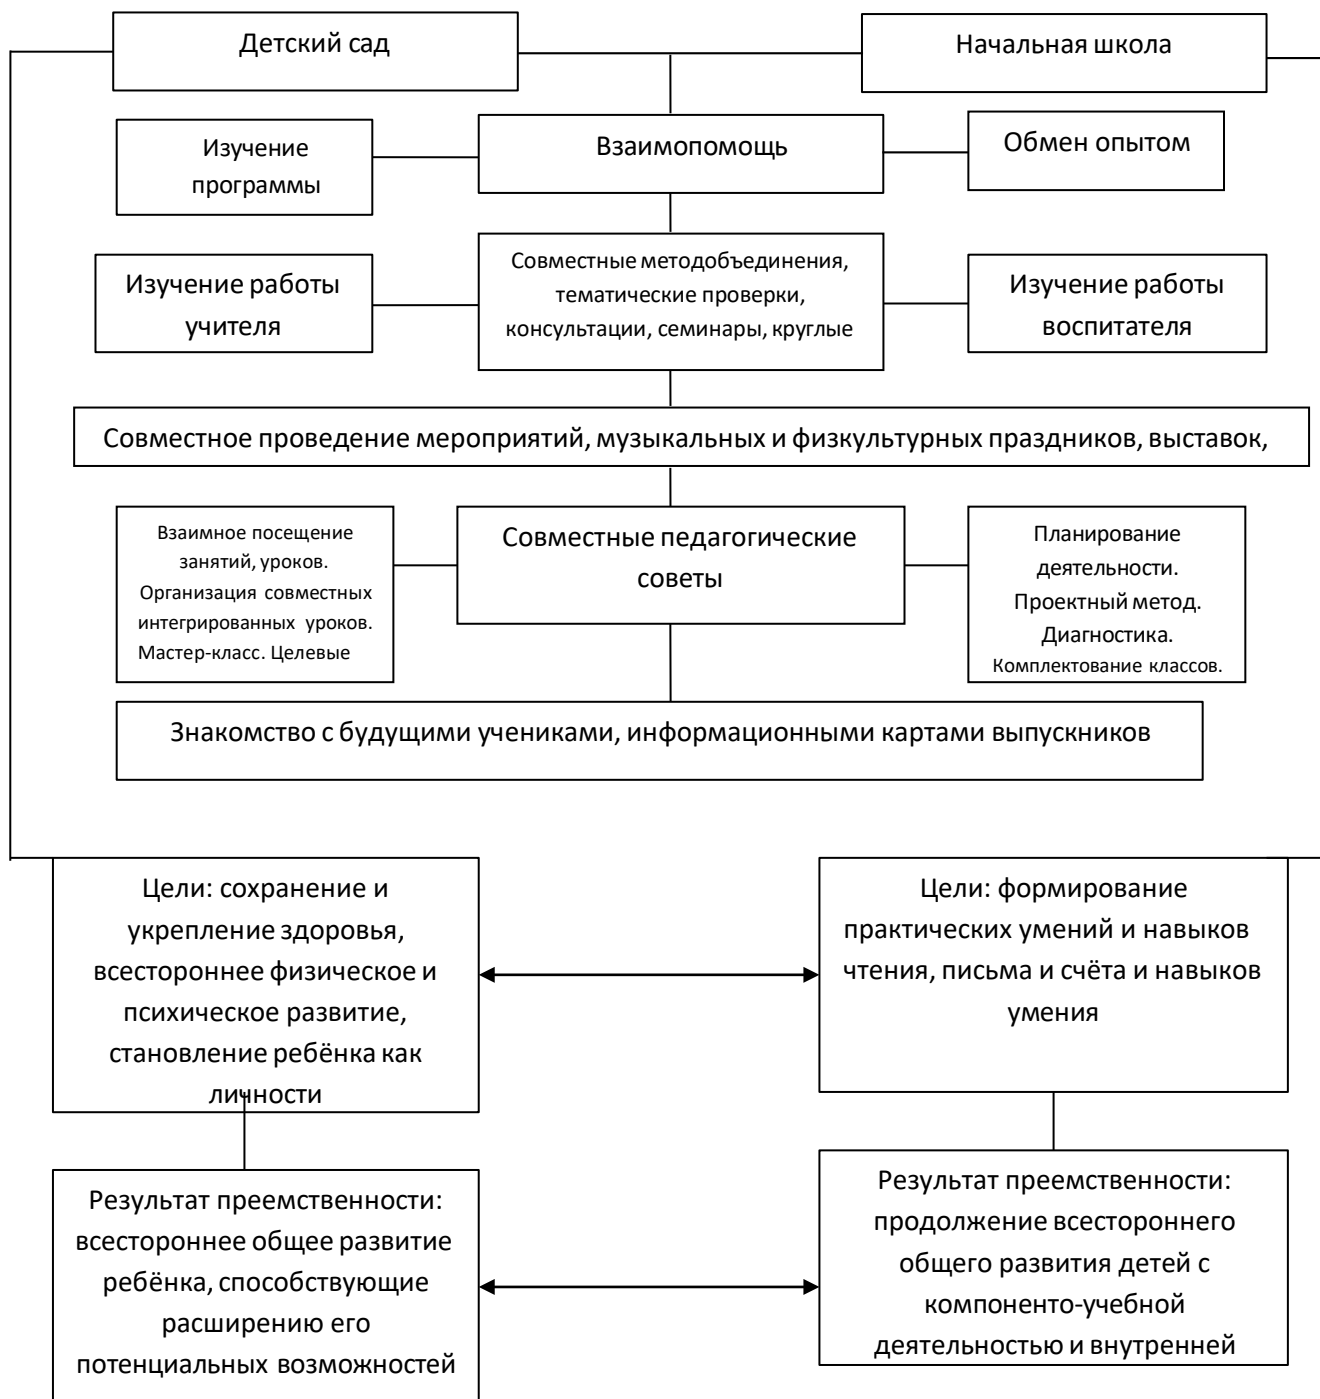 Детский сад
Начальная школа
Изучение
программы
Взаимопомощь
Обмен опытом
Изучение работы
учителя
Совместные методобъединения,
тематические проверки,
консультации, семинары, круглые
Изучение работы
воспитателя
Совместное проведение мероприятий, музыкальных и физкультурных праздников, выставок,
Взаимное посещение
занятий, уроков.
Организация совместных
интегрированных уроков.
Мастер-класс. Целевые
Совместные педагогические
советы
Планирование
деятельности.
Проектный метод.
Диагностика.
Комплектование классов.
Знакомство с будущими учениками, информационными картами выпускников
Цели: сохранение и
укрепление здоровья,
всестороннее физическое и
психическое развитие,
становление ребёнка как
личности
Цели: формирование
практических умений и навыков
чтения, письма и счёта и навыков
умения
Результат преемственности:
всестороннее общее развитие
ребёнка, способствующие
расширению его
потенциальных возможностей
Результат преемственности:
продолжение всестороннего
общего развития детей с
компоненто-учебной
деятельностью и внутренней